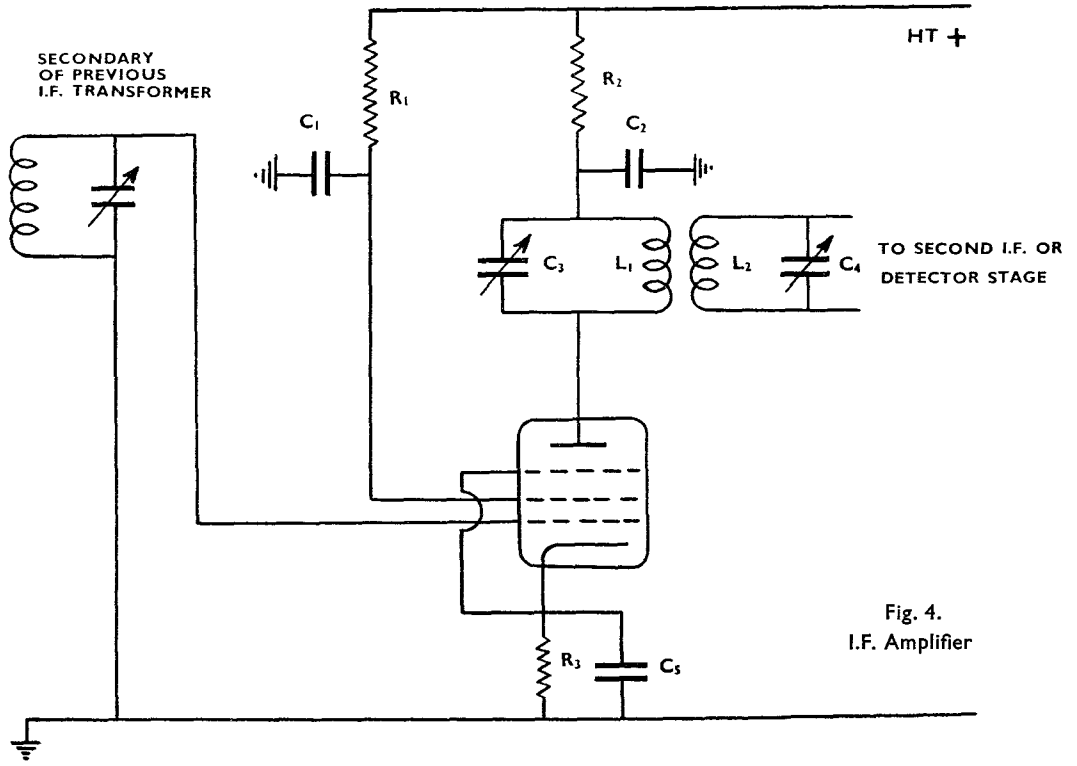 HT +
SECONDARY
OF PREVIOUS
I.F. TRANSFORMER
R₁
R₂
C₁
C₂
C₃
L₁
L₂
C₄
TO SECOND I.F. OR
DETECTOR STAGE
R₃
C₅
Fig. 4.
I.F. Amplifier